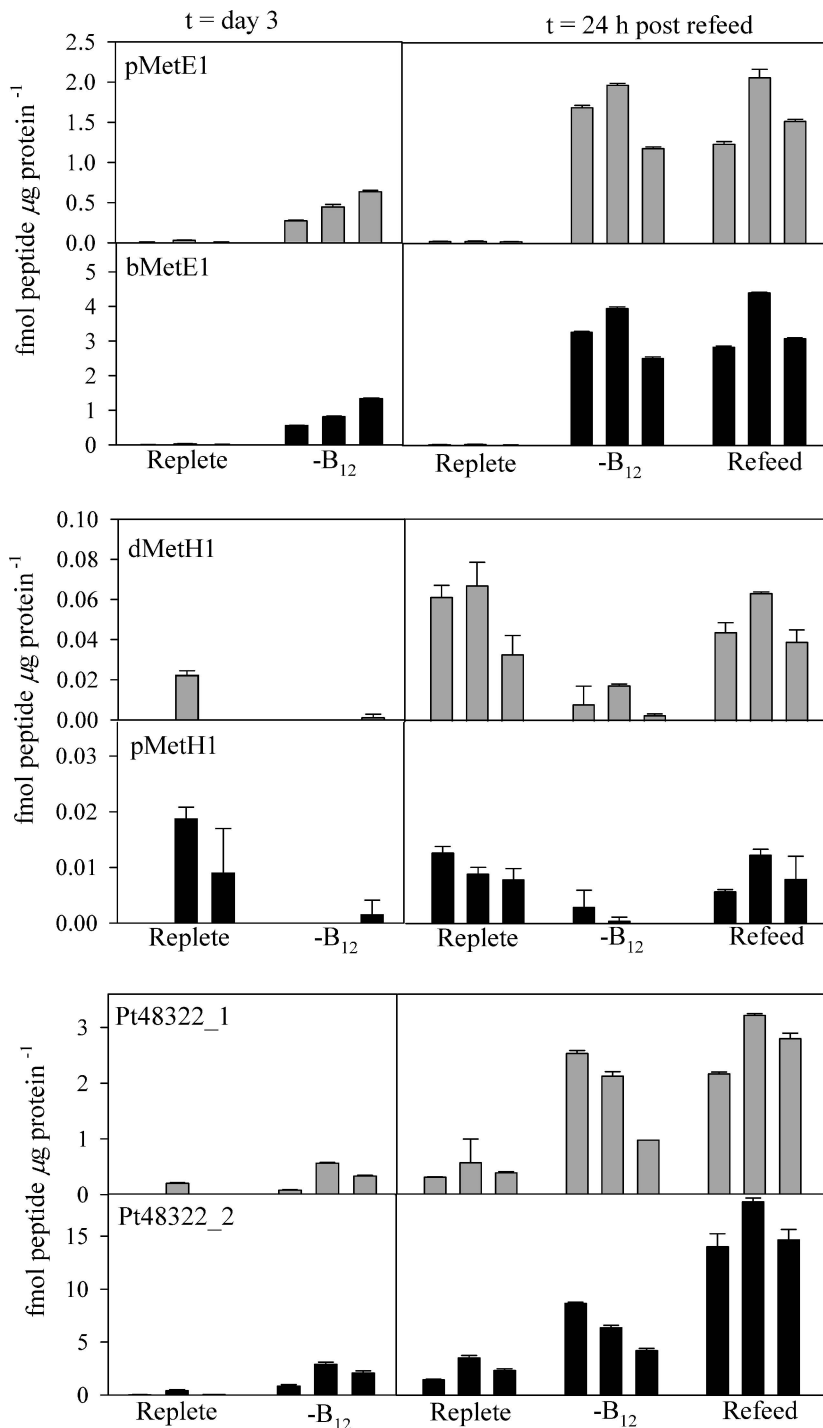 t = day 3
t = 24 h post refeed
fmol peptide μg protein⁻¹
pMetE1
2.5
2.0
1.5
1.0
0.5
0.0
bMetE1
5
4
3
2
1
0
Replete -B₁₂ Replete -B₁₂ Refeed
fmol peptide μg protein⁻¹
dMetH1
0.10
0.08
0.06
0.04
0.02
0.00
pMetH1
0.03
0.02
0.01
0.00
Replete -B₁₂ Replete -B₁₂ Refeed
fmol peptide μg protein⁻¹
Pt48322_1
3
2
1
0
Pt48322_2
15
10
5
0
Replete -B₁₂ Replete -B₁₂ Refeed